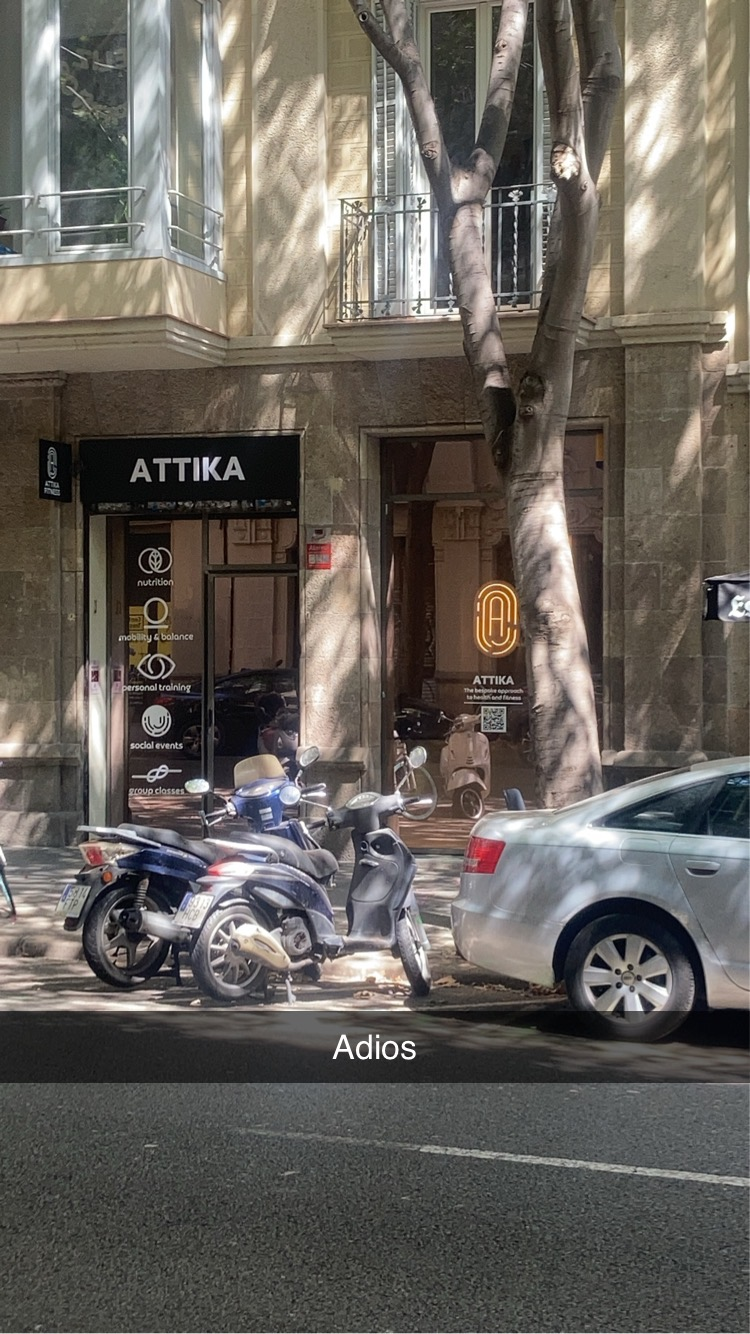 ATTIKA
ATTIKA
FITNESS
nutrition
mobility & balance
personal training
social events
group classes
ATTIKA
The bespoke approach
to health and fitness
Adios